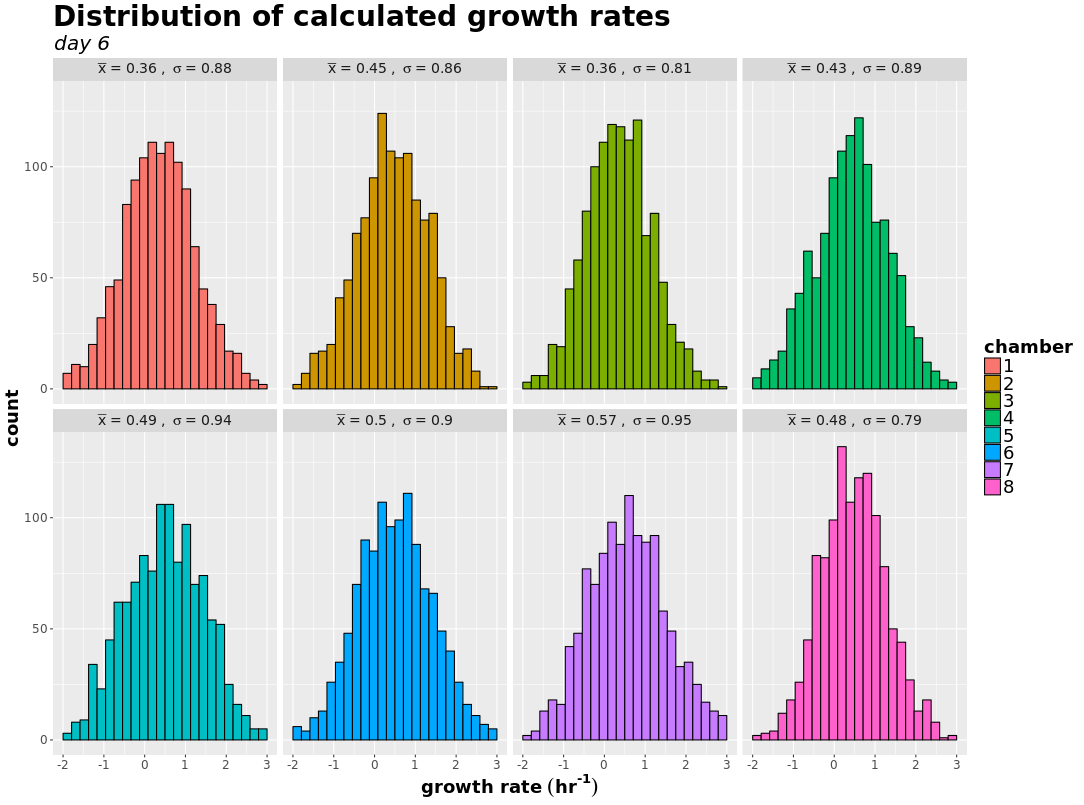 Distribution of calculated growth rates
day 6
x̅ = 0.36 , σ = 0.88
x̅ = 0.45 , σ = 0.86
x̅ = 0.36 , σ = 0.81
x̅ = 0.43 , σ = 0.89
100
50
0
x̅ = 0.49 , σ = 0.94
x̅ = 0.5 , σ = 0.9
x̅ = 0.57 , σ = 0.95
x̅ = 0.48 , σ = 0.79
100
50
0
-2 -1 0 1 2 3
-2 -1 0 1 2 3
-2 -1 0 1 2 3
-2 -1 0 1 2 3
count
growth rate (hr⁻¹)
chamber
1
2
3
4
5
6
7
8